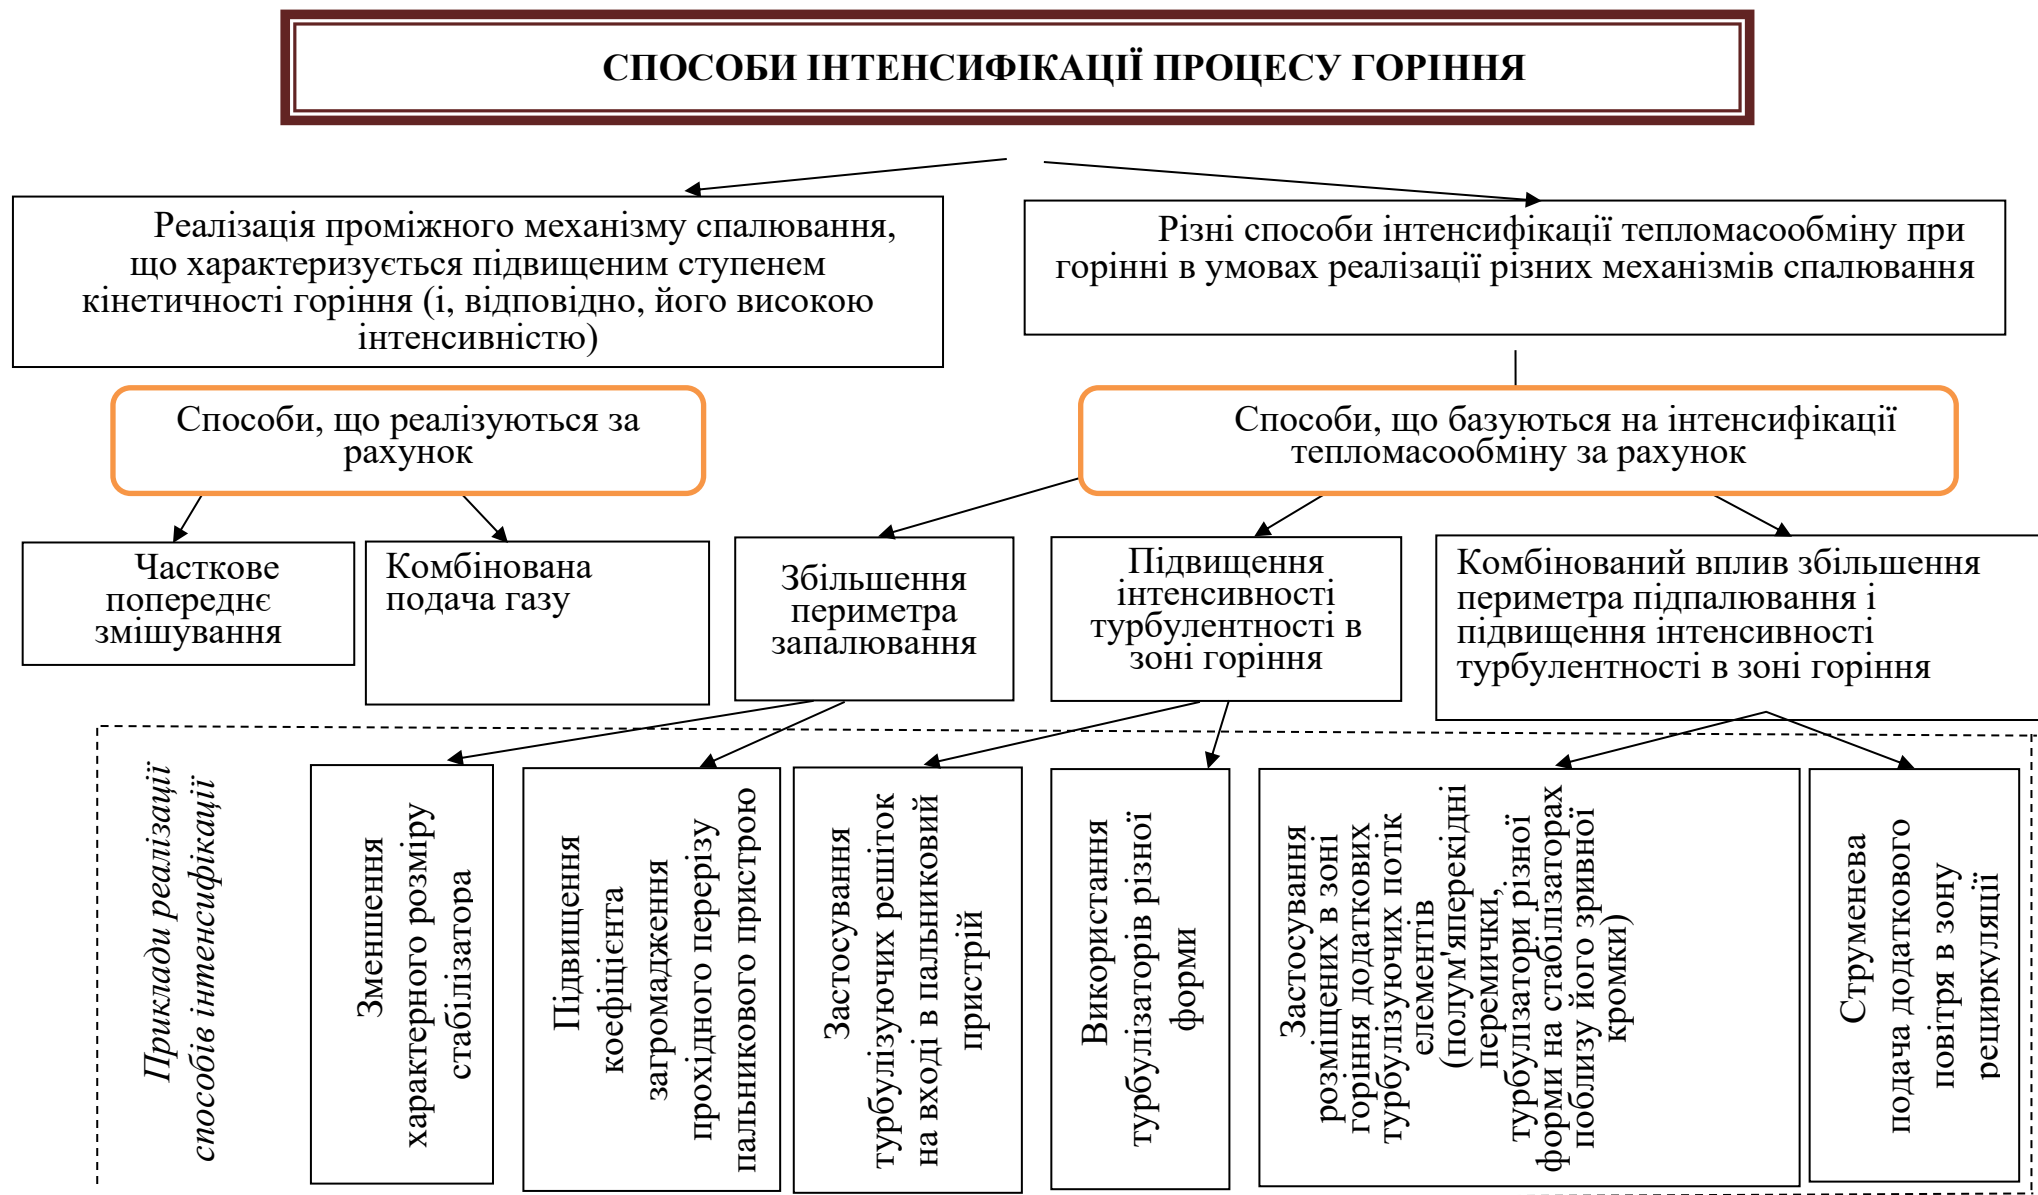 СПОСОБИ ІНТЕНСИФІКАЦІЇ ПРОЦЕСУ ГОРІННЯ
Реалізація проміжного механізму спалювання,
що характеризується підвищеним ступенем
кінетичності горіння (і, відповідно, його високою
інтенсивністю)
Різні способи інтенсифікації тепломасообміну при
горінні в умовах реалізації різних механізмів спалювання
Способи, що реалізуються за
рахунок
Способи, що базуються на інтенсифікації
тепломасообміну за рахунок
Часткове
попереднє
змішування
Комбінована
подача газу
Збільшення
периметра
запалювання
Підвищення
інтенсивності
турбулентності в
зоні горіння
Комбінований вплив збільшення
периметра підпалювання і
підвищення інтенсивності
турбулентності в зоні горіння
Приклади реалізації
способів інтенсифікації
Зменшення
характерного розміру
стабілізатора
Підвищення
коефіцієнта
загромадження
прохідного перерізу
пальникового пристрою
Застосування
турбулізуючих решіток
на вході в пальниковий
пристрій
Використання
турбулізаторів різної
форми
Застосування
розміщених в зоні
горіння додаткових
турбулізуючих потік
елементів
(полум'яперекідні
перемички,
турбулізатори різної
форми на стабілізаторах
поблизу його зривної
кромки)
Струменева
подача додаткового
повітря в зону
рециркуляції